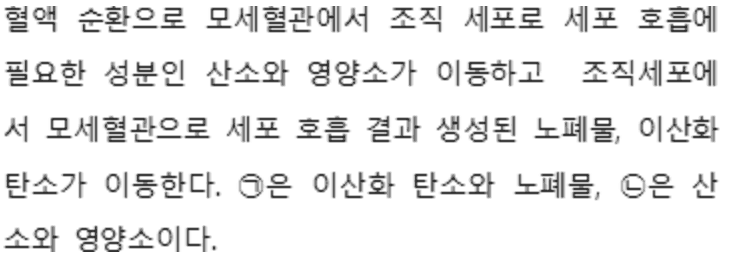 혈액 순환으로 모세혈관에서 조직 세포로 세포 호흡에
필요한 성분인 산소와 영양소가 이동하고 조직세포에
서 모세혈관으로 세포 호흡 결과 생성된 노폐물, 이산화
탄소가 이동한다. ㉠은 이산화 탄소와 노폐물, ㉡은 산
소와 영양소이다.